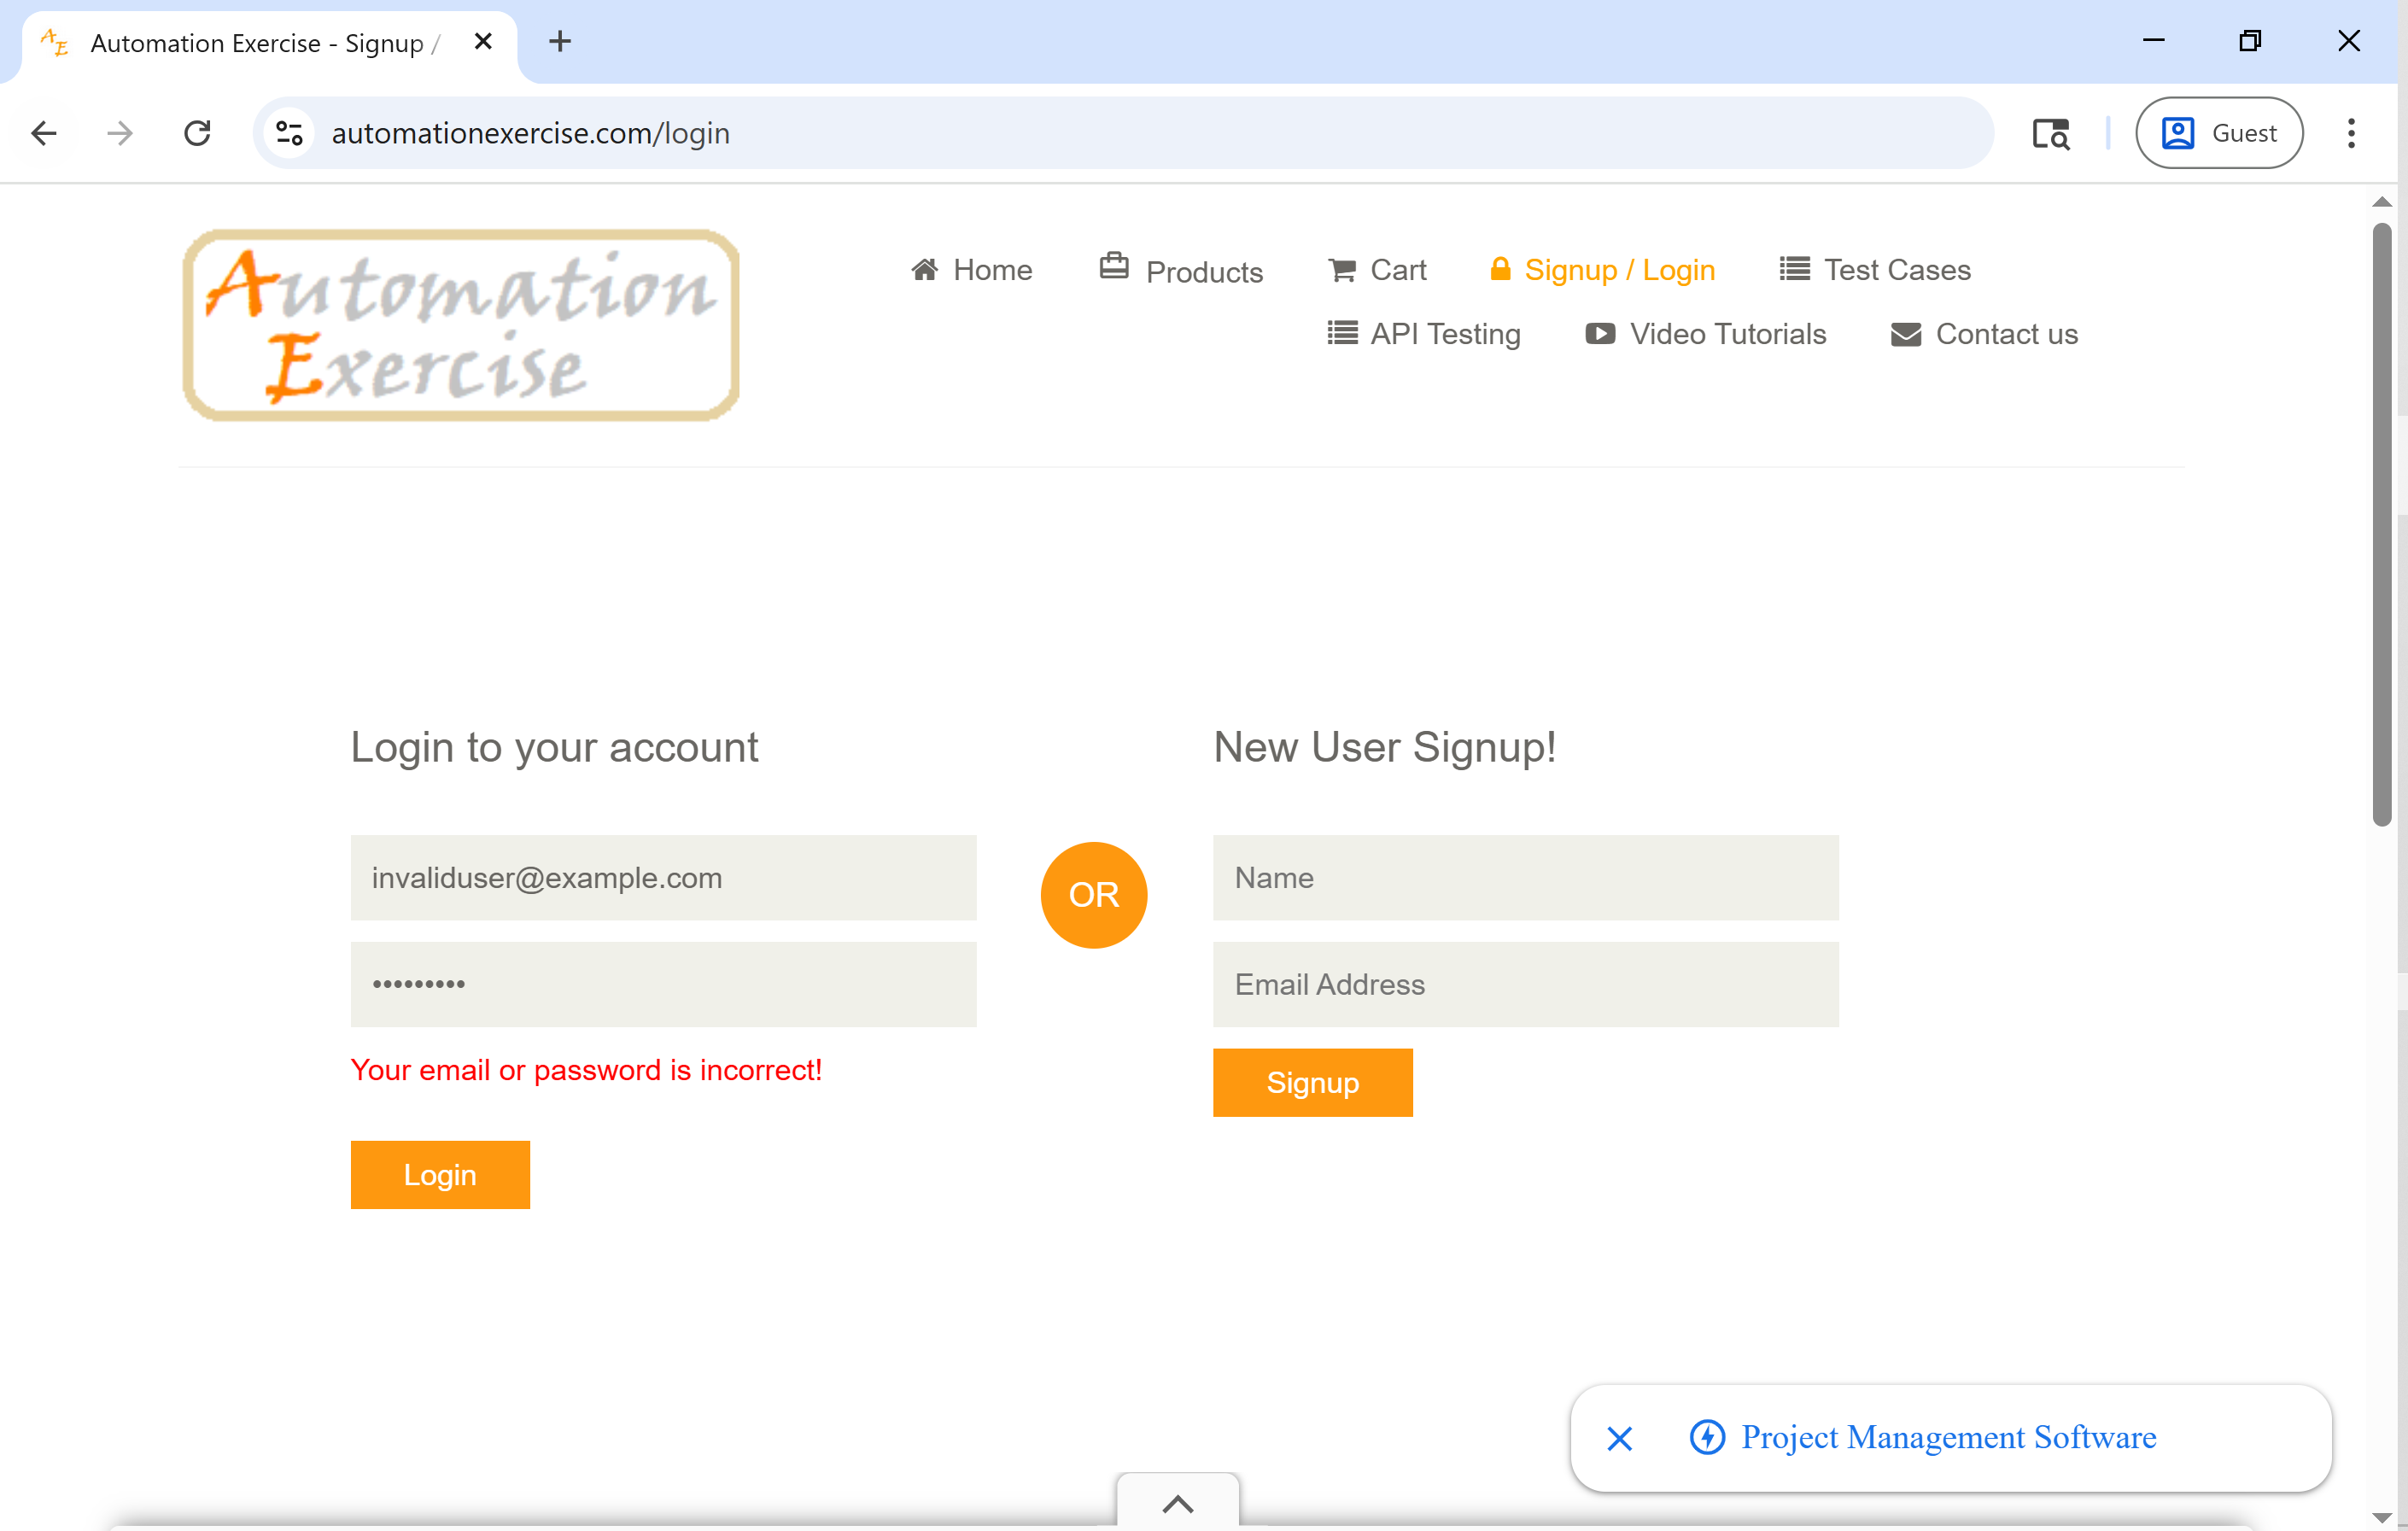 Automation Exercise - Signup /
automationexercise.com/login
Guest
Automation
Exercise
Home
Products
Cart
Signup / Login
Test Cases
API Testing
Video Tutorials
Contact us
Login to your account
New User Signup!
invaliduser@example.com
OR
Name
•••••••••
Email Address
Your email or password is incorrect!
Signup
Login
Project Management Software